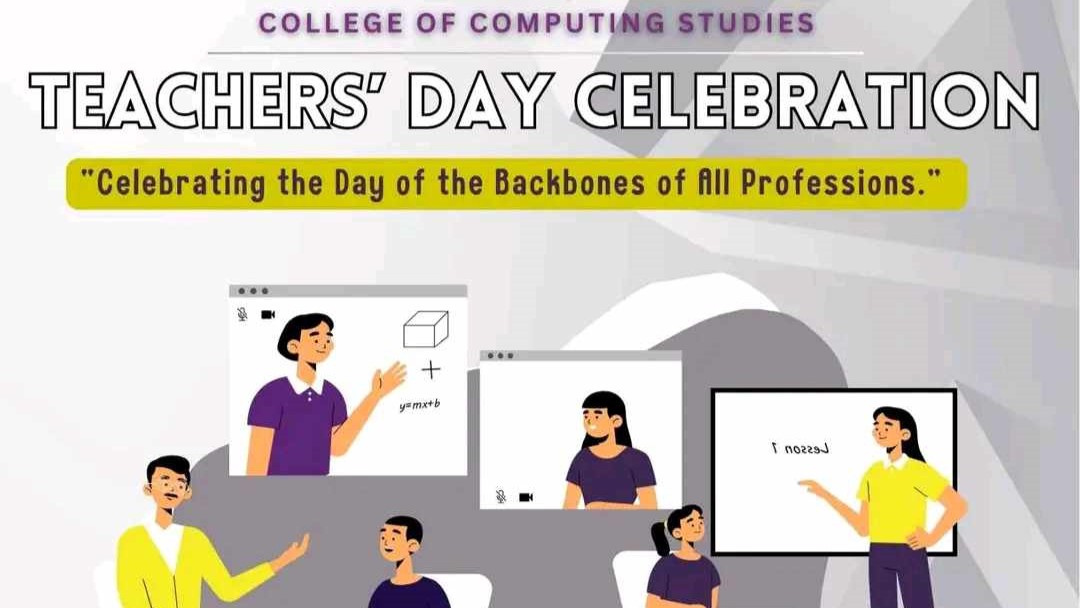 COLLEGE OF COMPUTING STUDIES
TEACHERS' DAY CELEBRATION
"Celebrating the Day of the Backbones of All Professions."
y=mx+b
Lesson 1